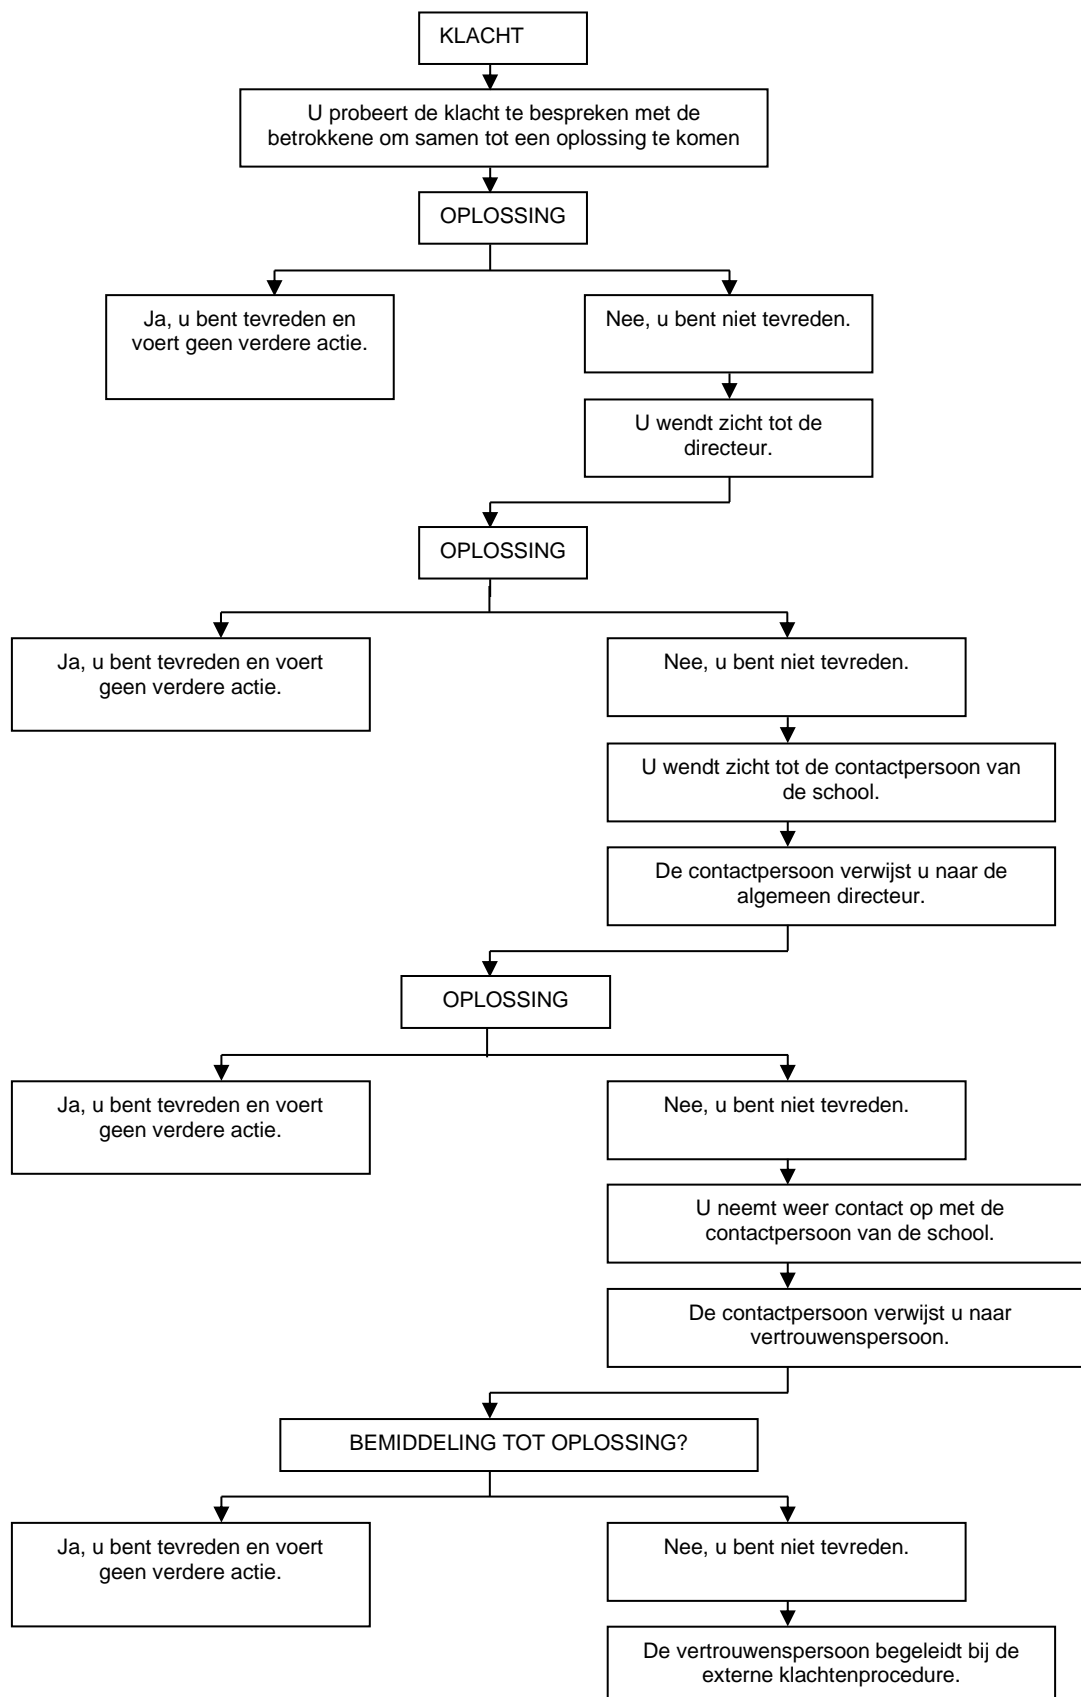 KLACHT
U probeert de klacht te bespreken met de
betrokkene om samen tot een oplossing te komen
OPLOSSING
Ja, u bent tevreden en
voert geen verdere actie.
Nee, u bent niet tevreden.
U wendt zicht tot de
directeur.
OPLOSSING
Ja, u bent tevreden en voert
geen verdere actie.
Nee, u bent niet tevreden.
U wendt zicht tot de contactpersoon van
de school.
De contactpersoon verwijst u naar de
algemeen directeur.
OPLOSSING
Ja, u bent tevreden en voert
geen verdere actie.
Nee, u bent niet tevreden.
U neemt weer contact op met de
contactpersoon van de school.
De contactpersoon verwijst u naar
vertrouwenspersoon.
BEMIDDELING TOT OPLOSSING?
Ja, u bent tevreden en voert
geen verdere actie.
Nee, u bent niet tevreden.
De vertrouwenspersoon begeleidt bij de
externe klachtenprocedure.